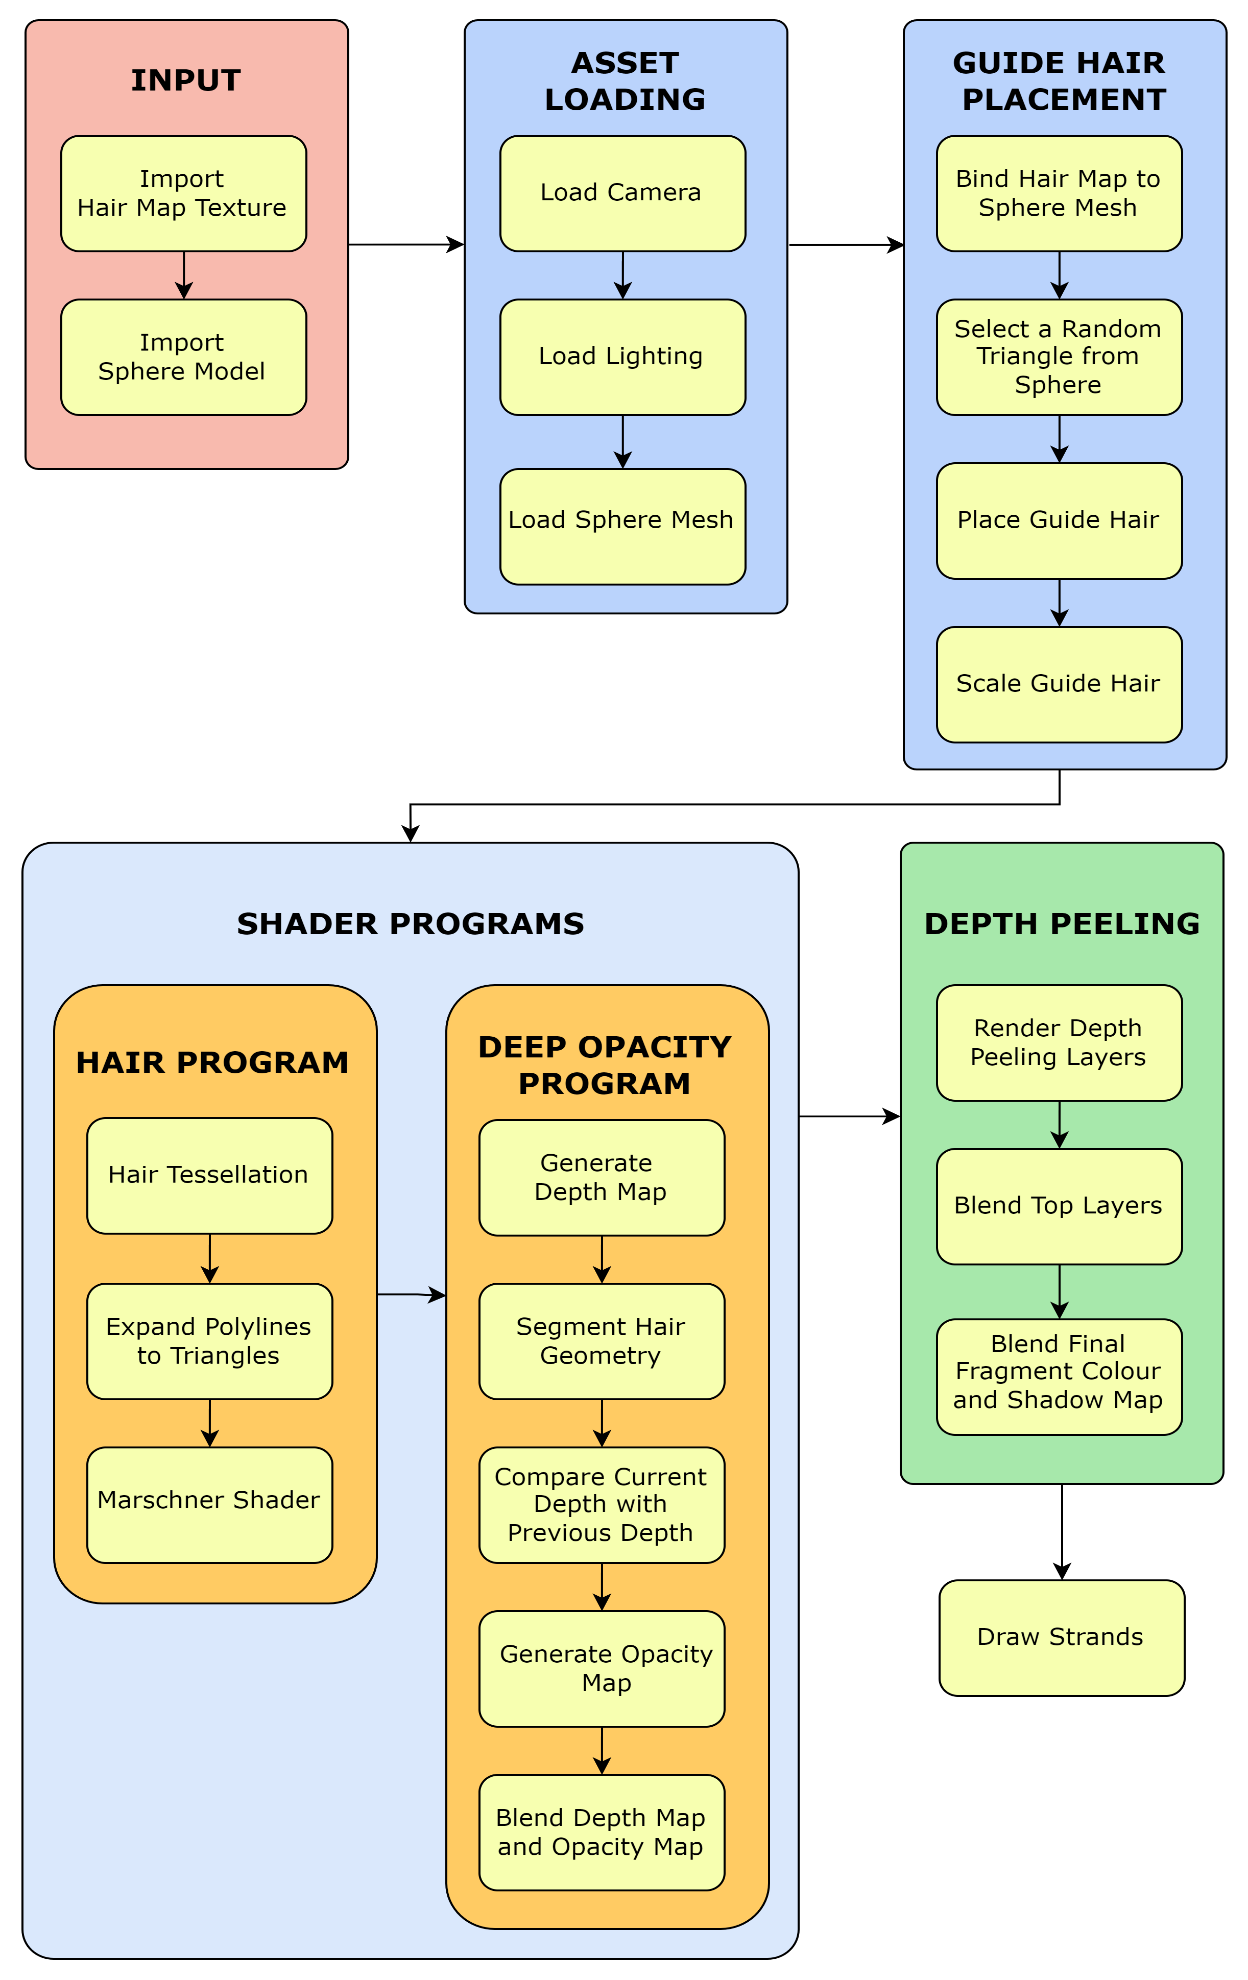 INPUT
Import
Hair Map Texture
Import
Sphere Model
ASSET
LOADING
Load Camera
Load Lighting
Load Sphere Mesh
GUIDE HAIR
PLACEMENT
Bind Hair Map to
Sphere Mesh
Select a Random
Triangle from
Sphere
Place Guide Hair
Scale Guide Hair
SHADER PROGRAMS
HAIR PROGRAM
Hair Tessellation
Expand Polylines
to Triangles
Marschner Shader
DEEP OPACITY
PROGRAM
Generate
Depth Map
Segment Hair
Geometry
Compare Current
Depth with
Previous Depth
Generate Opacity
Map
Blend Depth Map
and Opacity Map
DEPTH PEELING
Render Depth
Peeling Layers
Blend Top Layers
Blend Final
Fragment Colour
and Shadow Map
Draw Strands